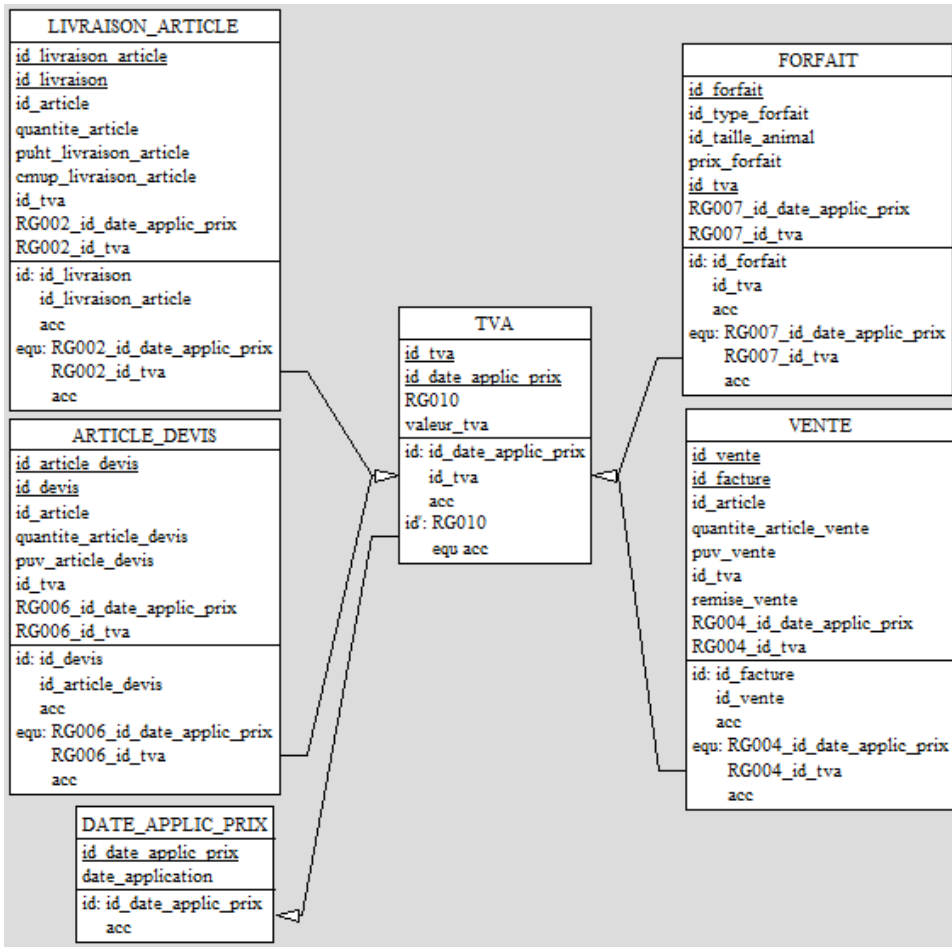 LIVRAISON_ARTICLE
id_livraison_article
id_livraison
id_article
quantite_article
puht_livraison_article
cmup_livraison_article
id_tva
RG002_id_date_applic_prix
RG002_id_tva
id: id_livraison
id_livraison_article
acc
equ: RG002_id_date_applic_prix
RG002_id_tva
acc
ARTICLE_DEVIS
id_article_devis
id_devis
id_article
quantite_article_devis
puv_article_devis
id_tva
RG006_id_date_applic_prix
RG006_id_tva
id: id_devis
id_article_devis
acc
equ: RG006_id_date_applic_prix
RG006_id_tva
acc
DATE_APPLIC_PRIX
id_date_applic_prix
date_application
id: id_date_applic_prix
acc
TVA
id_tva
id_date_applic_prix
RG010
valeur_tva
id: id_date_applic_prix
id_tva
acc
id': RG010
equ acc
FORFAIT
id_forfait
id_type_forfait
id_taille_animal
prix_forfait
id_tva
RG007_id_date_applic_prix
RG007_id_tva
id: id_forfait
id_tva
acc
equ: RG007_id_date_applic_prix
RG007_id_tva
acc
VENTE
id_vente
id_facture
id_article
quantite_article_vente
puv_vente
id_tva
remise_vente
RG004_id_date_applic_prix
RG004_id_tva
id: id_facture
id_vente
acc
equ: RG004_id_date_applic_prix
RG004_id_tva
acc